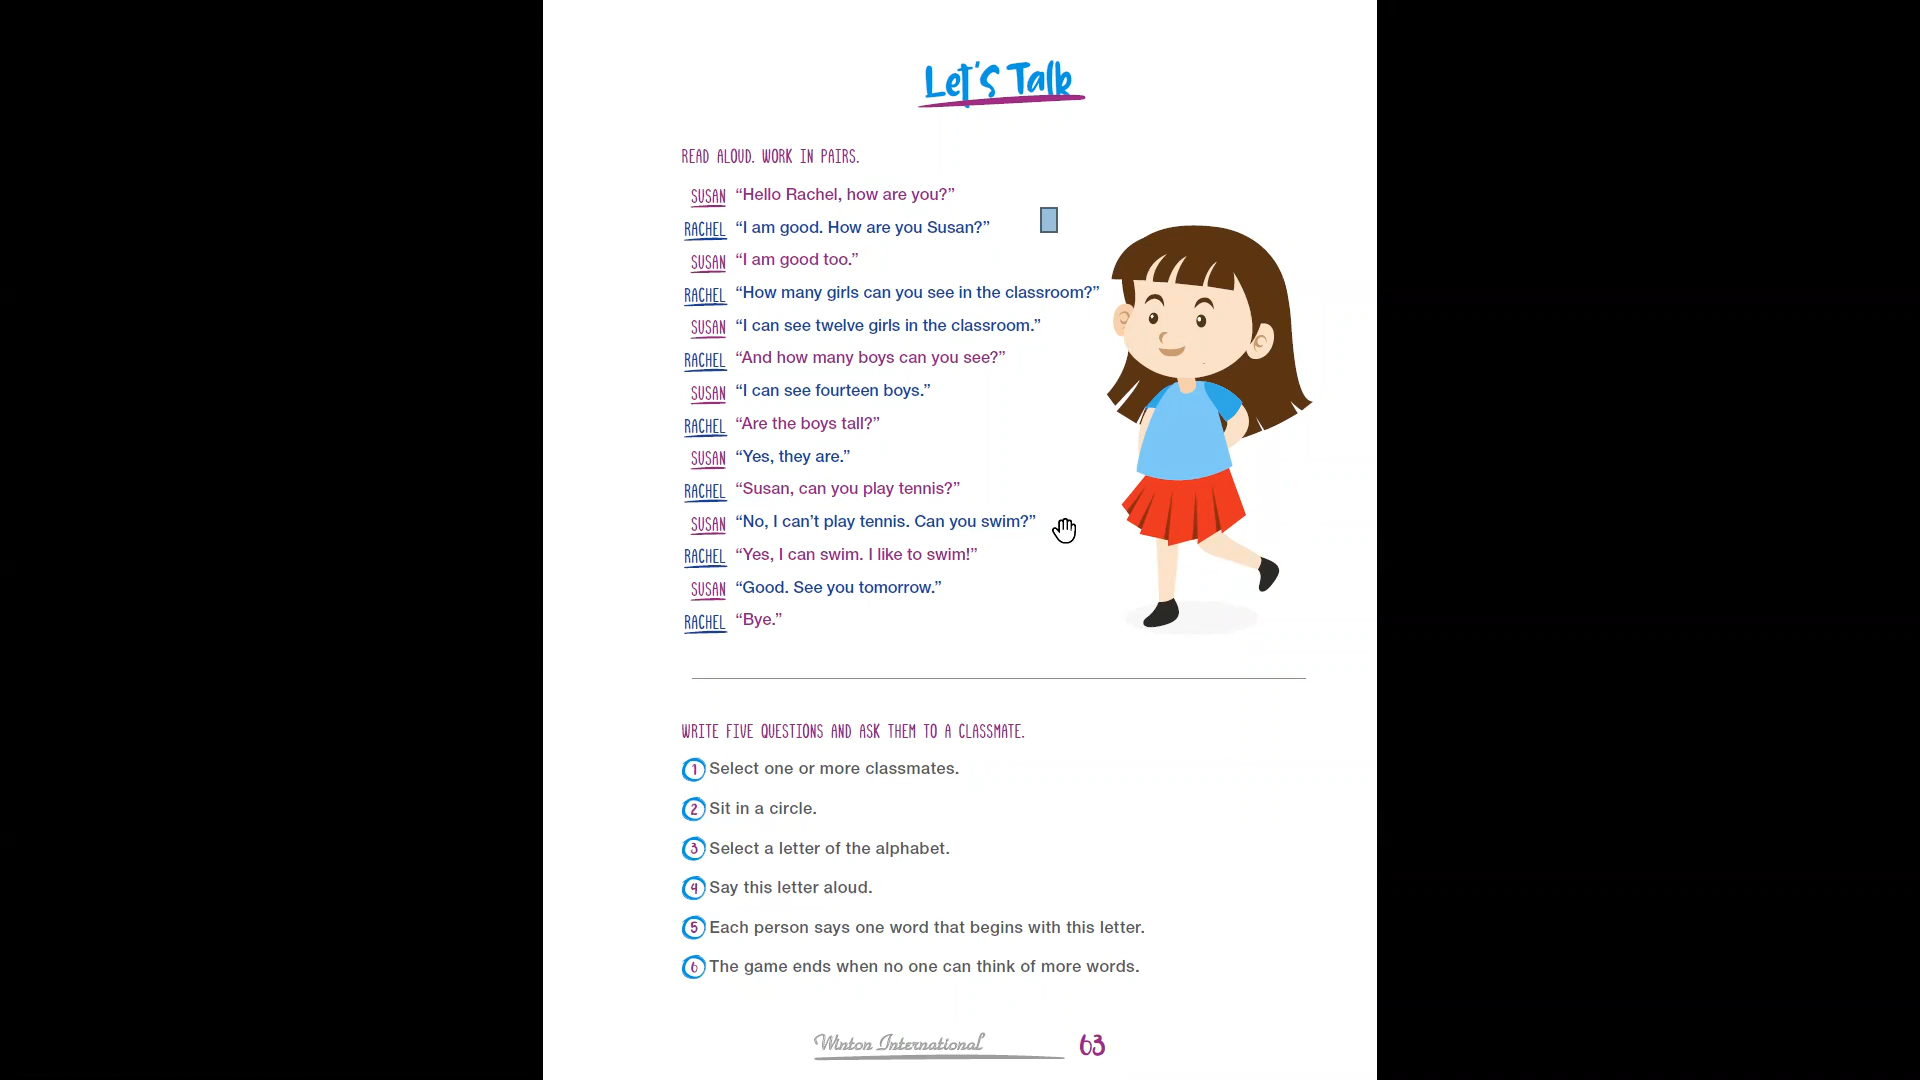 Let's Talk
READ ALOUD. WORK IN PAIRS.
SUSAN “Hello Rachel, how are you?”
RACHEL “I am good. How are you Susan?”
SUSAN “I am good too.”
RACHEL “How many girls can you see in the classroom?”
SUSAN “I can see twelve girls in the classroom.”
RACHEL “And how many boys can you see?”
SUSAN “I can see fourteen boys.”
RACHEL “Are the boys tall?”
SUSAN “Yes, they are.”
RACHEL “Susan, can you play tennis?”
SUSAN “No, I can’t play tennis. Can you swim?”
RACHEL “Yes, I can swim. I like to swim!”
SUSAN “Good. See you tomorrow.”
RACHEL “Bye.”
WRITE FIVE QUESTIONS AND ASK THEM TO A CLASSMATE.
1 Select one or more classmates.
2 Sit in a circle.
3 Select a letter of the alphabet.
4 Say this letter aloud.
5 Each person says one word that begins with this letter.
6 The game ends when no one can think of more words.
Winton International 63